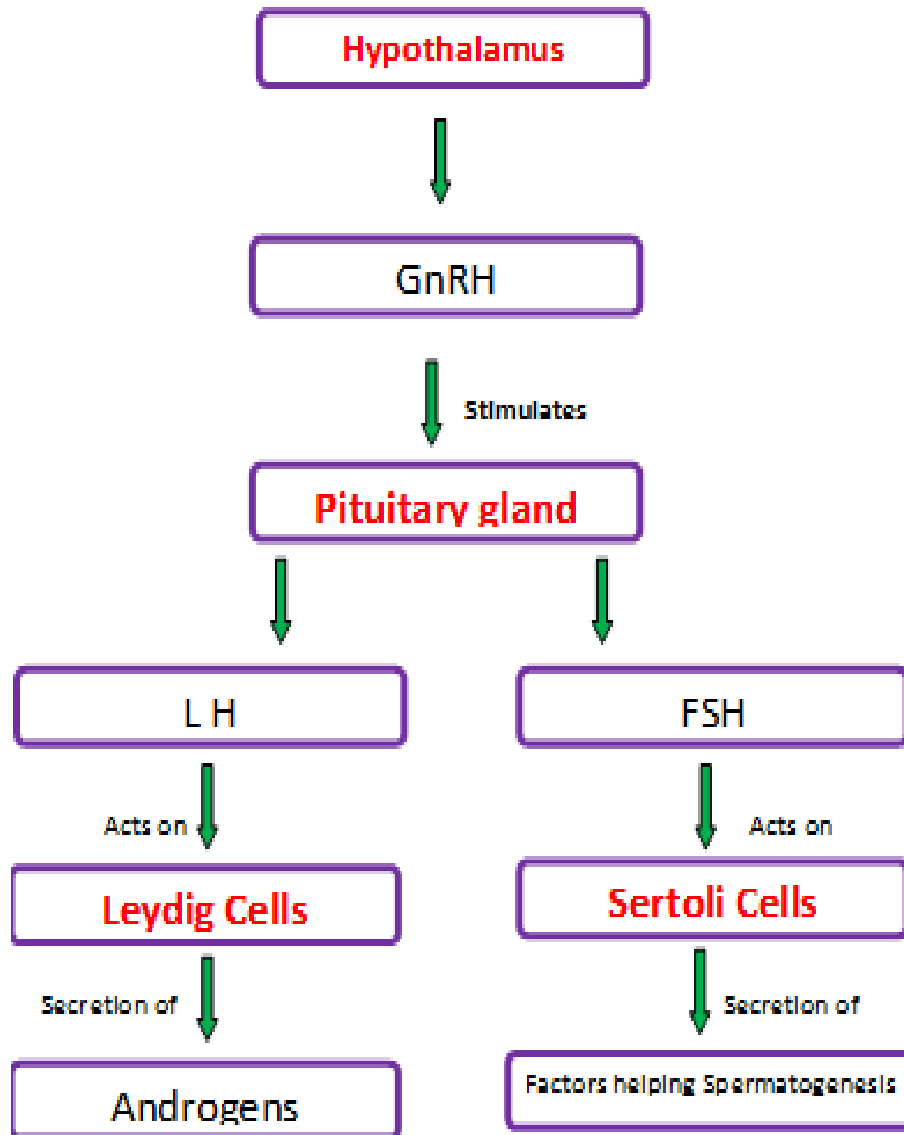 Hypothalamus
GnRH
Stimulates
Pituitary gland
L H
FSH
Acts on
Acts on
Leydig Cells
Sertoli Cells
Secretion of
Secretion of
Androgens
Factors helping Spermatogenesis